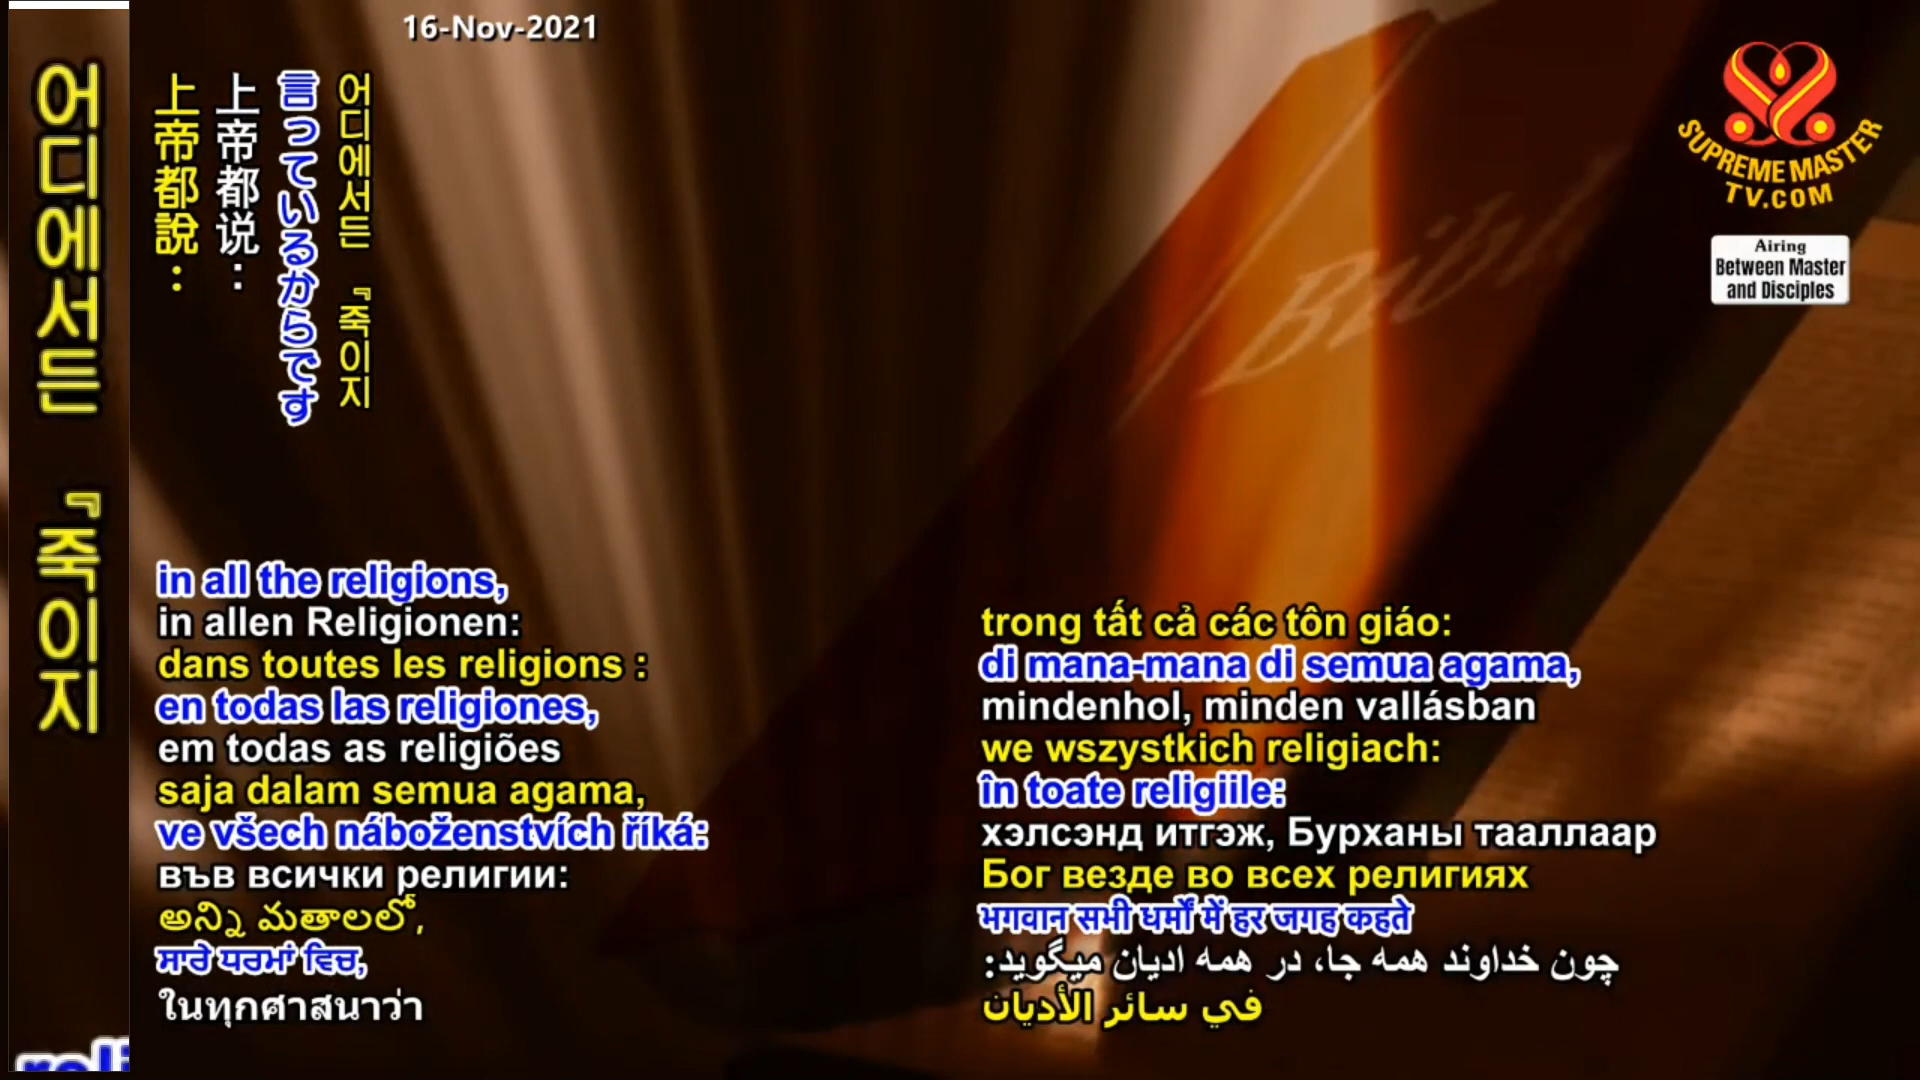 16-Nov-2021
어디에서든 『죽이지
上帝都說：
上帝都说：
言っているからです
어디에서든 『죽이지
SUPREME MASTER
TV.COM
Airing
Between Master
and Disciples
in all the religions,
in allen Religionen:
dans toutes les religions :
en todas las religiones,
em todas as religiões
saja dalam semua agama,
ve všech náboženstvích říká:
във всички религии:
అన్ని మతాలలో,
ਸਾਰੇ ਧਰਮਾਂ ਵਿਚ,
ในทุกศาสนาว่า
trong tất cả các tôn giáo:
di mana-mana di semua agama,
mindenhol, minden vallásban
we wszystkich religiach:
în toate religiile:
хэлсэнд итгэж, Бурханы тааллаар
Бог везде во всех религиях
भगवान सभी धर्मों में हर जगह कहते
چون خداوند همه جا، در همه ادیان میگوید:
في سائر الأديان